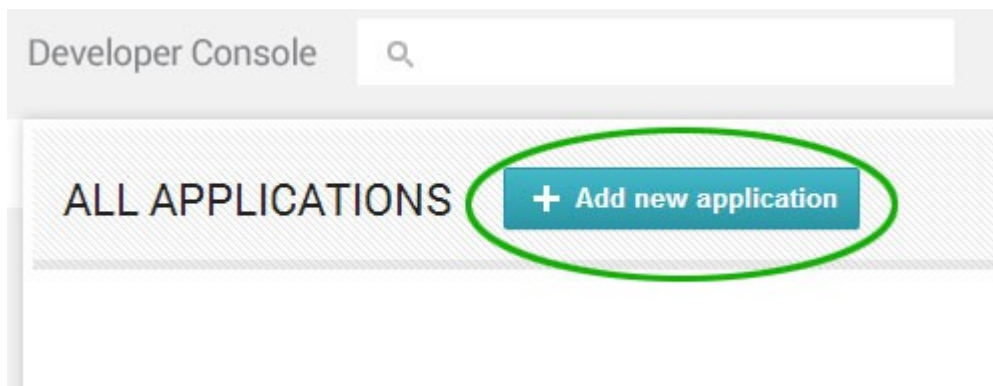 Developer Console
ALL APPLICATIONS
+ Add new application